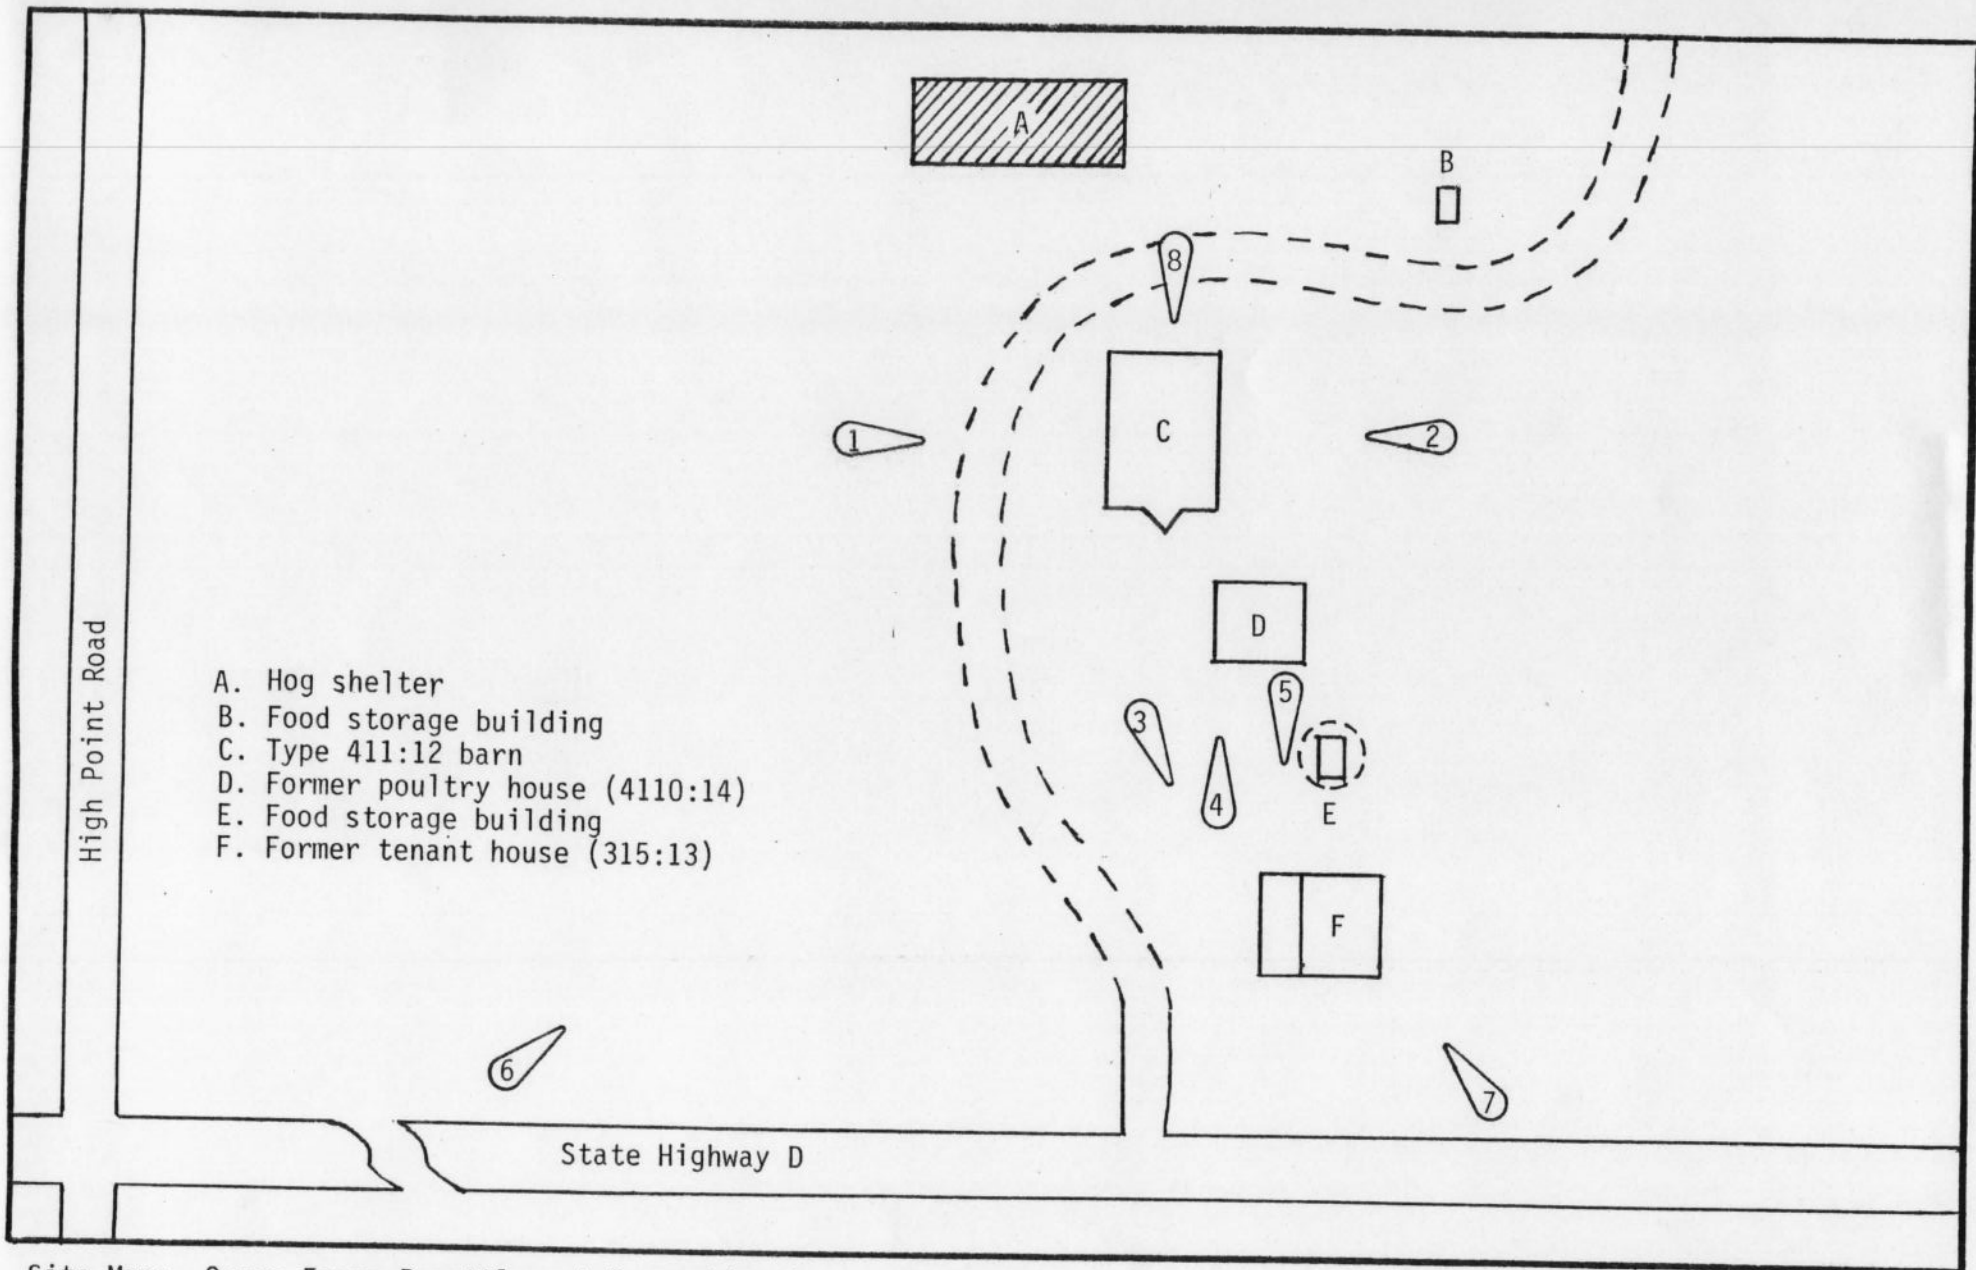 A
B
8
1
C
2
D
High Point Road
A. Hog shelter
B. Food storage building
C. Type 411:12 barn
D. Former poultry house (4110:14)
E. Food storage building
F. Former tenant house (315:13)
5
3
4
E
F
6
7
State Highway D